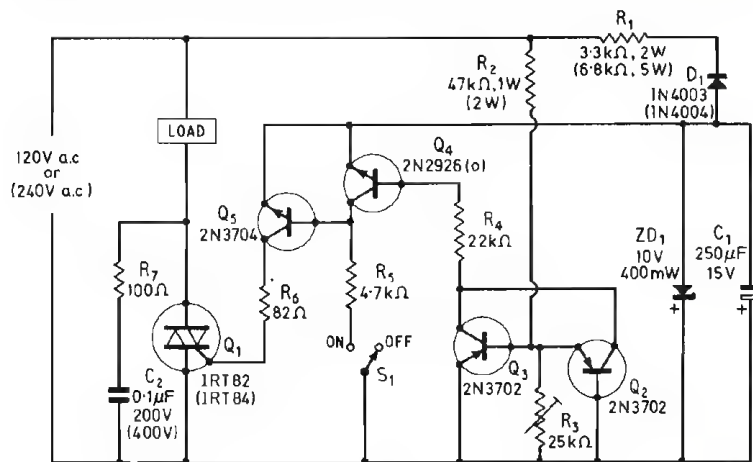 R1
3.3kΩ, 2W
(6.8kΩ, 5W)
D1
1N4003
(1N4004)
R2
47kΩ, 1W
(2W)
LOAD
120V a.c
or
(240V a.c)
Q4
2N2926(o)
Q5
2N3704
R4
22kΩ
ZD1
10V
400mW
C1
250µF
15V
+
+
R7
100Ω
R5
4.7kΩ
R6
82Ω
ON
OFF
S1
Q1
IRT82
(IRT84)
C2
0·1µF
200V
(400V)
Q3
2N3702
Q2
2N3702
R3
25kΩ